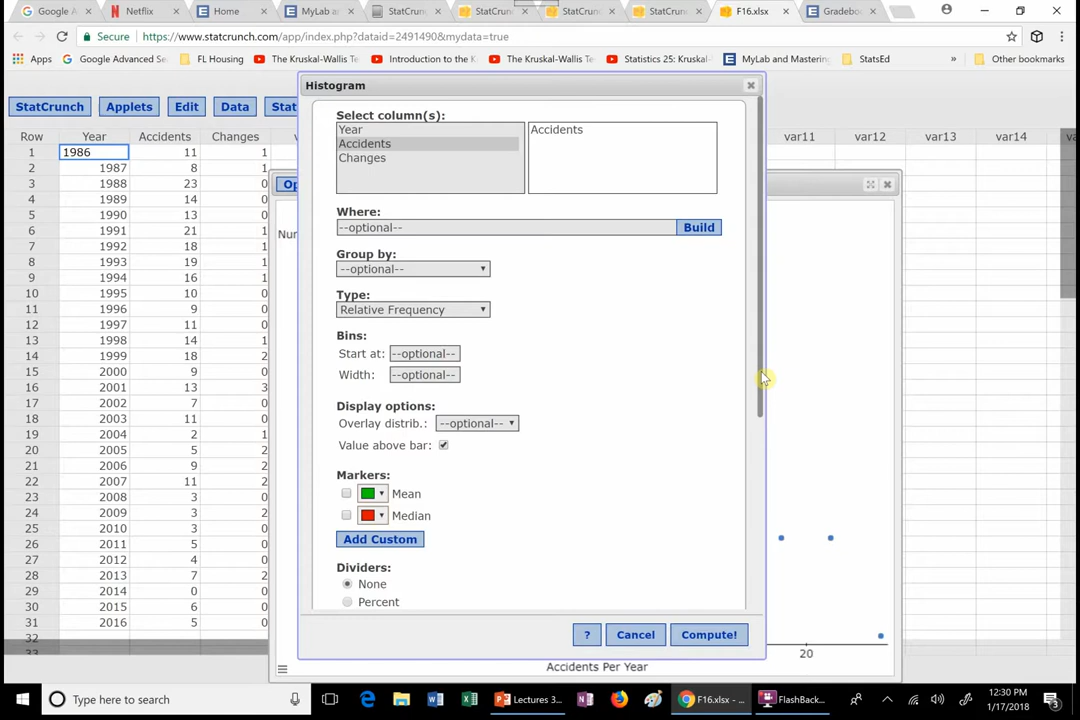 Google A
Netflix
Home
MyLab a
StatCrun
StatCrun
StatCrun
StatCrun
F16.xlsx
Gradeboo
Secure
https://www.statcrunch.com/app/index.php?dataid=2491490&mydata=true
Apps
Google Advanced Se
FL Housing
The Kruskal-Wallis Te
Introduction to the K
The Kruskal-Wallis Te
Statistics 25: Kruskal-
MyLab and Mastering
StatsEd
»
Other bookmarks
StatCrunch
Applets
Edit
Data
Stat
Histogram
Row Year Accidents Changes var11 var12 var13 var14
1 1986 11 1
2 1987 8 1
3 1988 23 0
4 1989 14 0
5 1990 13 0
6 1991 21 1
7 1992 18 1
8 1993 19 1
9 1994 16 1
10 1995 10 0
11 1996 9 0
12 1997 11 0
13 1998 14 1
14 1999 18 2
15 2000 9 0
16 2001 13 3
17 2002 7 0
18 2003 11 0
19 2004 2 1
20 2005 5 2
21 2006 9 2
22 2007 11 2
23 2008 3 0
24 2009 3 2
25 2010 3 0
26 2011 5 0
27 2012 4 0
28 2013 7 2
29 2014 0 0
30 2015 6 0
31 2016 5 0
32
33
Op
Nur
Select column(s):
Year
Accidents
Changes
Accidents
Where:
--optional--
Build
Group by:
--optional--
Type:
Relative Frequency
Bins:
Start at: --optional--
Width: --optional--
Display options:
Overlay distrib.: --optional--
Value above bar:
Markers:
Mean
Median
Add Custom
Dividers:
None
Percent
?
Cancel
Compute!
20
Accidents Per Year
Type here to search
Lectures 3...
F16.xlsx - ...
FlashBack...
12:30 PM
1/17/2018
3